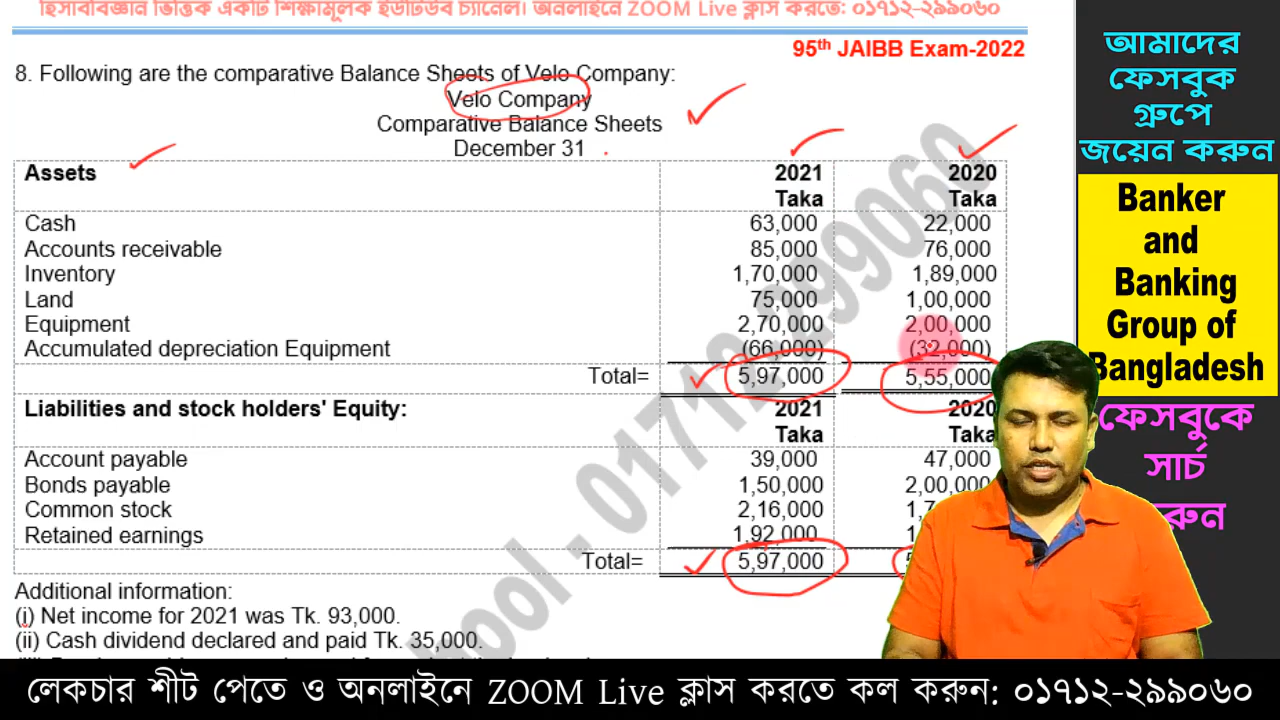 হিসাববিজ্ঞান ভিত্তিক একটি শিক্ষামূলক ইউটিউব চ্যানেল। অনলাইনে ZOOM Live ক্লাস করতে: ০১৭১২-২৯৯০৬০
95th JAIBB Exam-2022
8. Following are the comparative Balance Sheets of Velo Company:
Velo Company
Comparative Balance Sheets
December 31
Assets 2021 2020
Taka Taka
Cash 63,000 22,000
Accounts receivable 85,000 76,000
Inventory 1,70,000 1,89,000
Land 75,000 1,00,000
Equipment 2,70,000 2,00,000
Accumulated depreciation Equipment (66,000) (32,000)
Total= 5,97,000 5,55,000
Liabilities and stock holders' Equity: 2021 2020
Taka Taka
Account payable 39,000 47,000
Bonds payable 1,50,000 2,00,000
Common stock 2,16,000
Retained earnings 1,92,000
Total= 5,97,000
Additional information:
(i) Net income for 2021 was Tk. 93,000.
(ii) Cash dividend declared and paid Tk. 35,000.
আমাদের
ফেসবুক
গ্রুপে
জয়েন করুন
Banker
and
Banking
Group of
Bangladesh
ফেসবুকে
সার্চ
করুন
লেকচার শীট পেতে ও অনলাইনে ZOOM Live ক্লাস করতে কল করুন: ০১৭১২-২৯৯০৬০